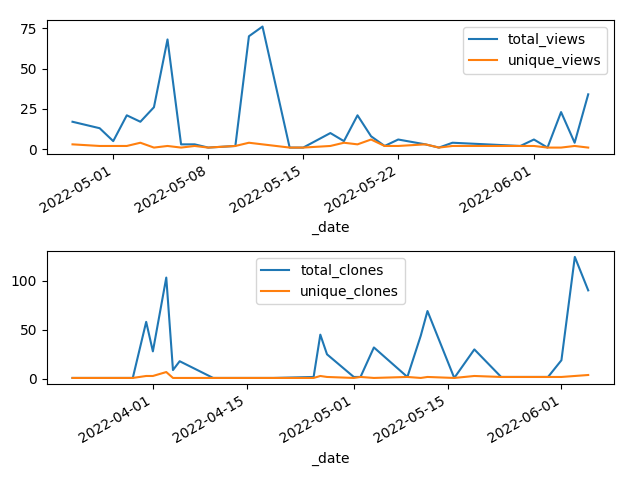 75
50
25
0
total_views
unique_views
2022-05-01
2022-05-08
2022-05-15
2022-05-22
2022-06-01
_date
100
50
0
total_clones
unique_clones
2022-04-01
2022-04-15
2022-05-01
2022-05-15
2022-06-01
_date